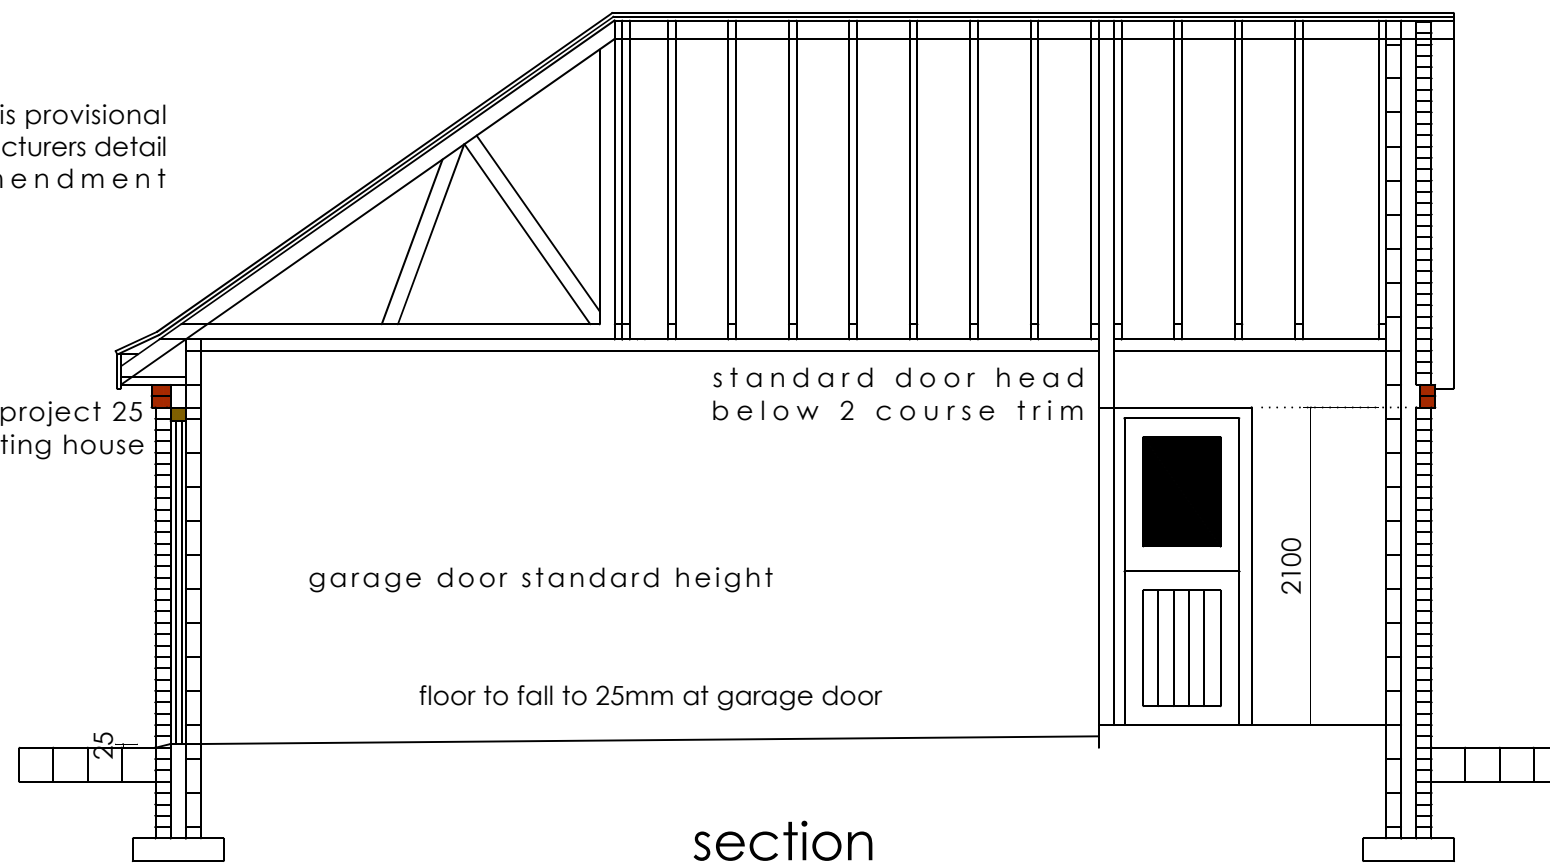 is provisional
cturers detail
nendment
standard door head
below 2 course trim
project 25
ting house
2100
garage door standard height
floor to fall to 25mm at garage door
25
section